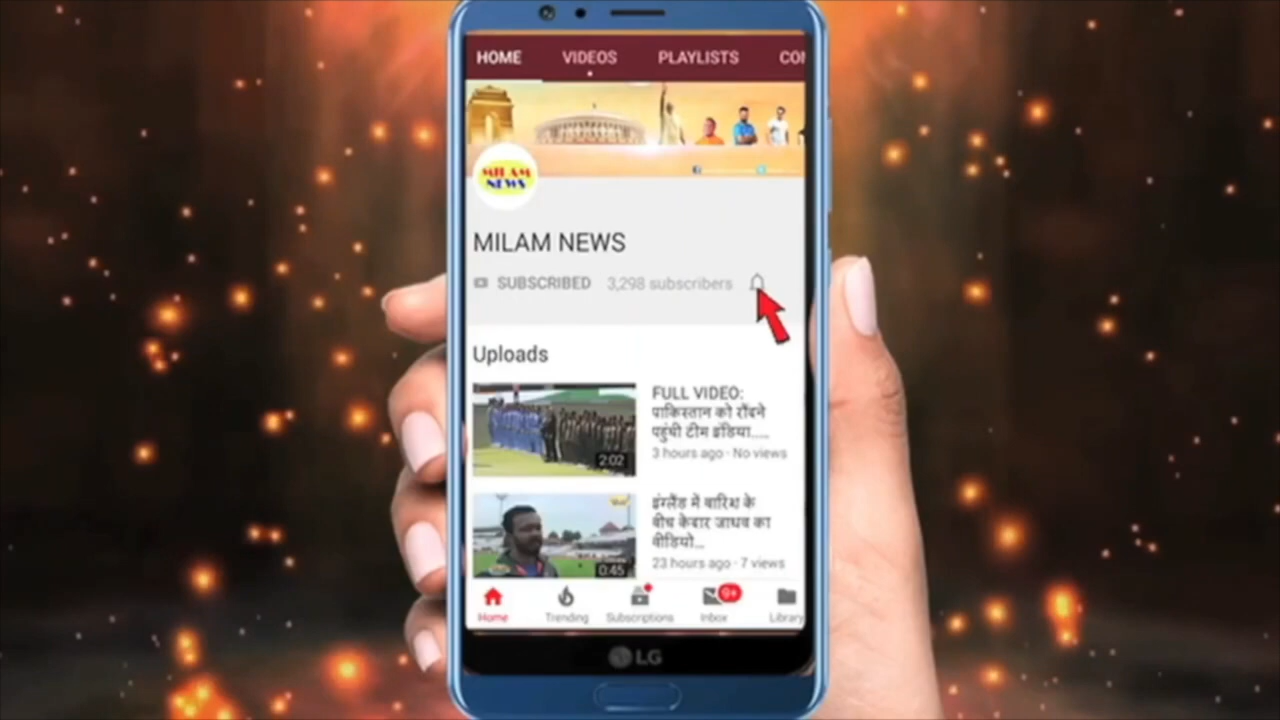 HOME VIDEOS PLAYLISTS CO
MILAM
NEWS
MILAM NEWS
SUBSCRIBED 3,298 subscribers
Uploads
FULL VIDEO:
पाकिस्तान को रौंदने
पहुंची टीम इंडिया.....
3 hours ago · No views
2:02
इंग्लैंड में बारिश के
बीच केदार जाधव का
वीडियो...
23 hours ago · 7 views
0:45
9+
Home Trending Subscriptions Inbox Library
LG